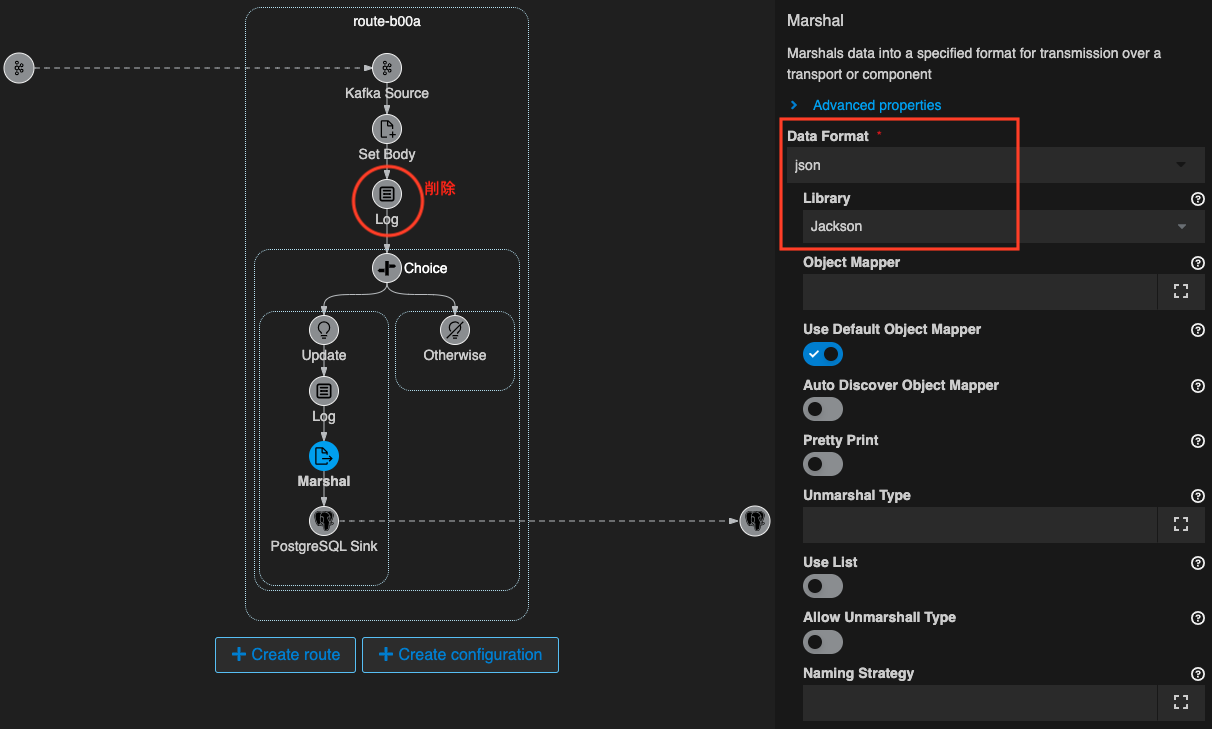 route-b00a
Kafka Source
Set Body
削除
Log
Choice
Update
Otherwise
Log
Marshal
PostgreSQL Sink
Create route
Create configuration
Marshal
Marshals data into a specified format for transmission over a
transport or component
Advanced properties
Data Format *
json
Library
Jackson
Object Mapper
Use Default Object Mapper
Auto Discover Object Mapper
Pretty Print
Unmarshal Type
Use List
Allow Unmarshall Type
Naming Strategy